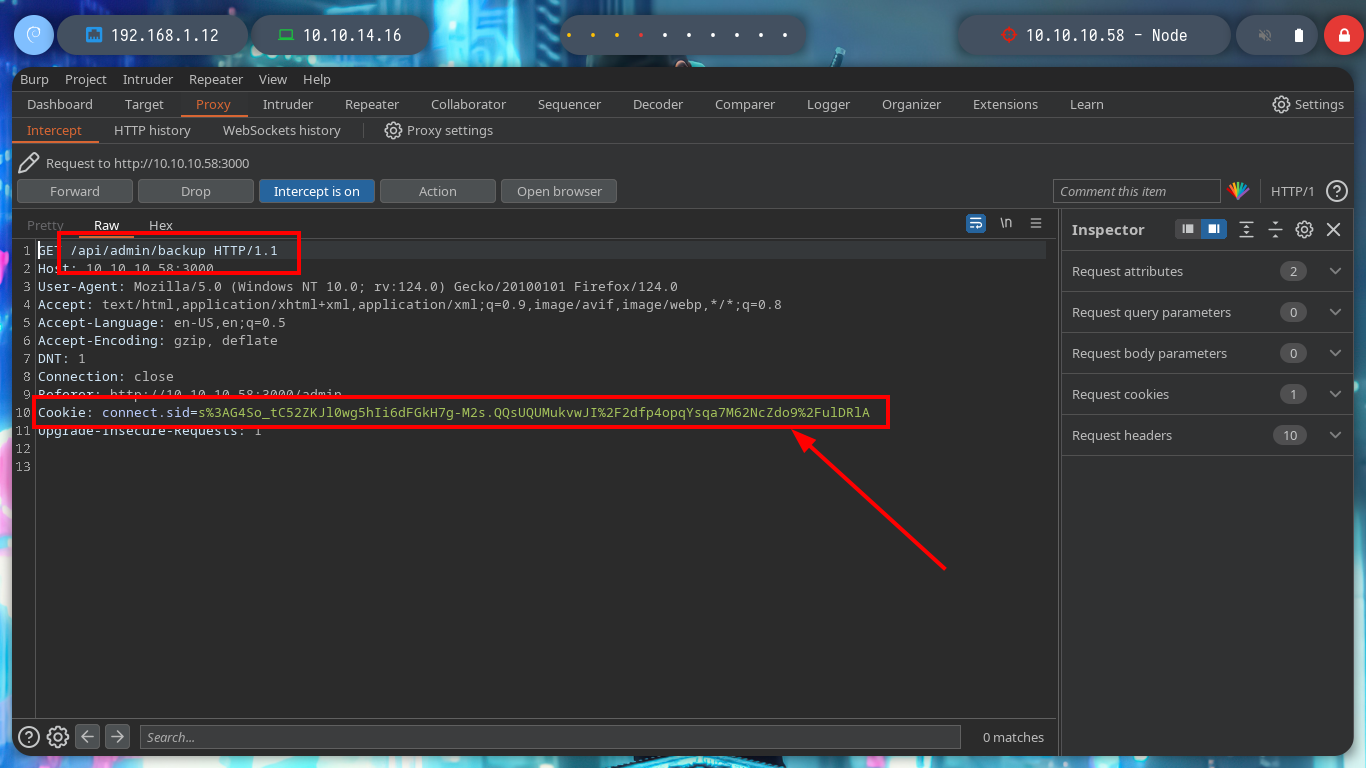 192.168.1.12
10.10.14.16
10.10.10.58 - Node
Burp Project Intruder Repeater View Help
Dashboard Target Proxy Intruder Repeater Collaborator Sequencer Decoder Comparer Logger Organizer Extensions Learn Settings
Intercept HTTP history WebSockets history Proxy settings
Request to http://10.10.10.58:3000
Forward Drop Intercept is on Action Open browser Comment this item HTTP/1
Pretty Raw Hex \n
Inspector
1 GET /api/admin/backup HTTP/1.1
2 Host: 10.10.10.58:3000
3 User-Agent: Mozilla/5.0 (Windows NT 10.0; rv:124.0) Gecko/20100101 Firefox/124.0
4 Accept: text/html,application/xhtml+xml,application/xml;q=0.9,image/avif,image/webp,*/*;q=0.8
5 Accept-Language: en-US,en;q=0.5
6 Accept-Encoding: gzip, deflate
7 DNT: 1
8 Connection: close
9 Referer: http://10.10.10.58:3000/admin
10 Cookie: connect.sid=s%3AG4So_tC52ZKJl0wg5hIi6dFGkH7g-M2s.QQsUQUMukvwJI%2F2dfp4opqYsqa7M62NcZdo9%2FulDRlA
11 Upgrade-Insecure-Requests: 1
12
13
Request attributes 2
Request query parameters 0
Request body parameters 0
Request cookies 1
Request headers 10
Search...
0 matches